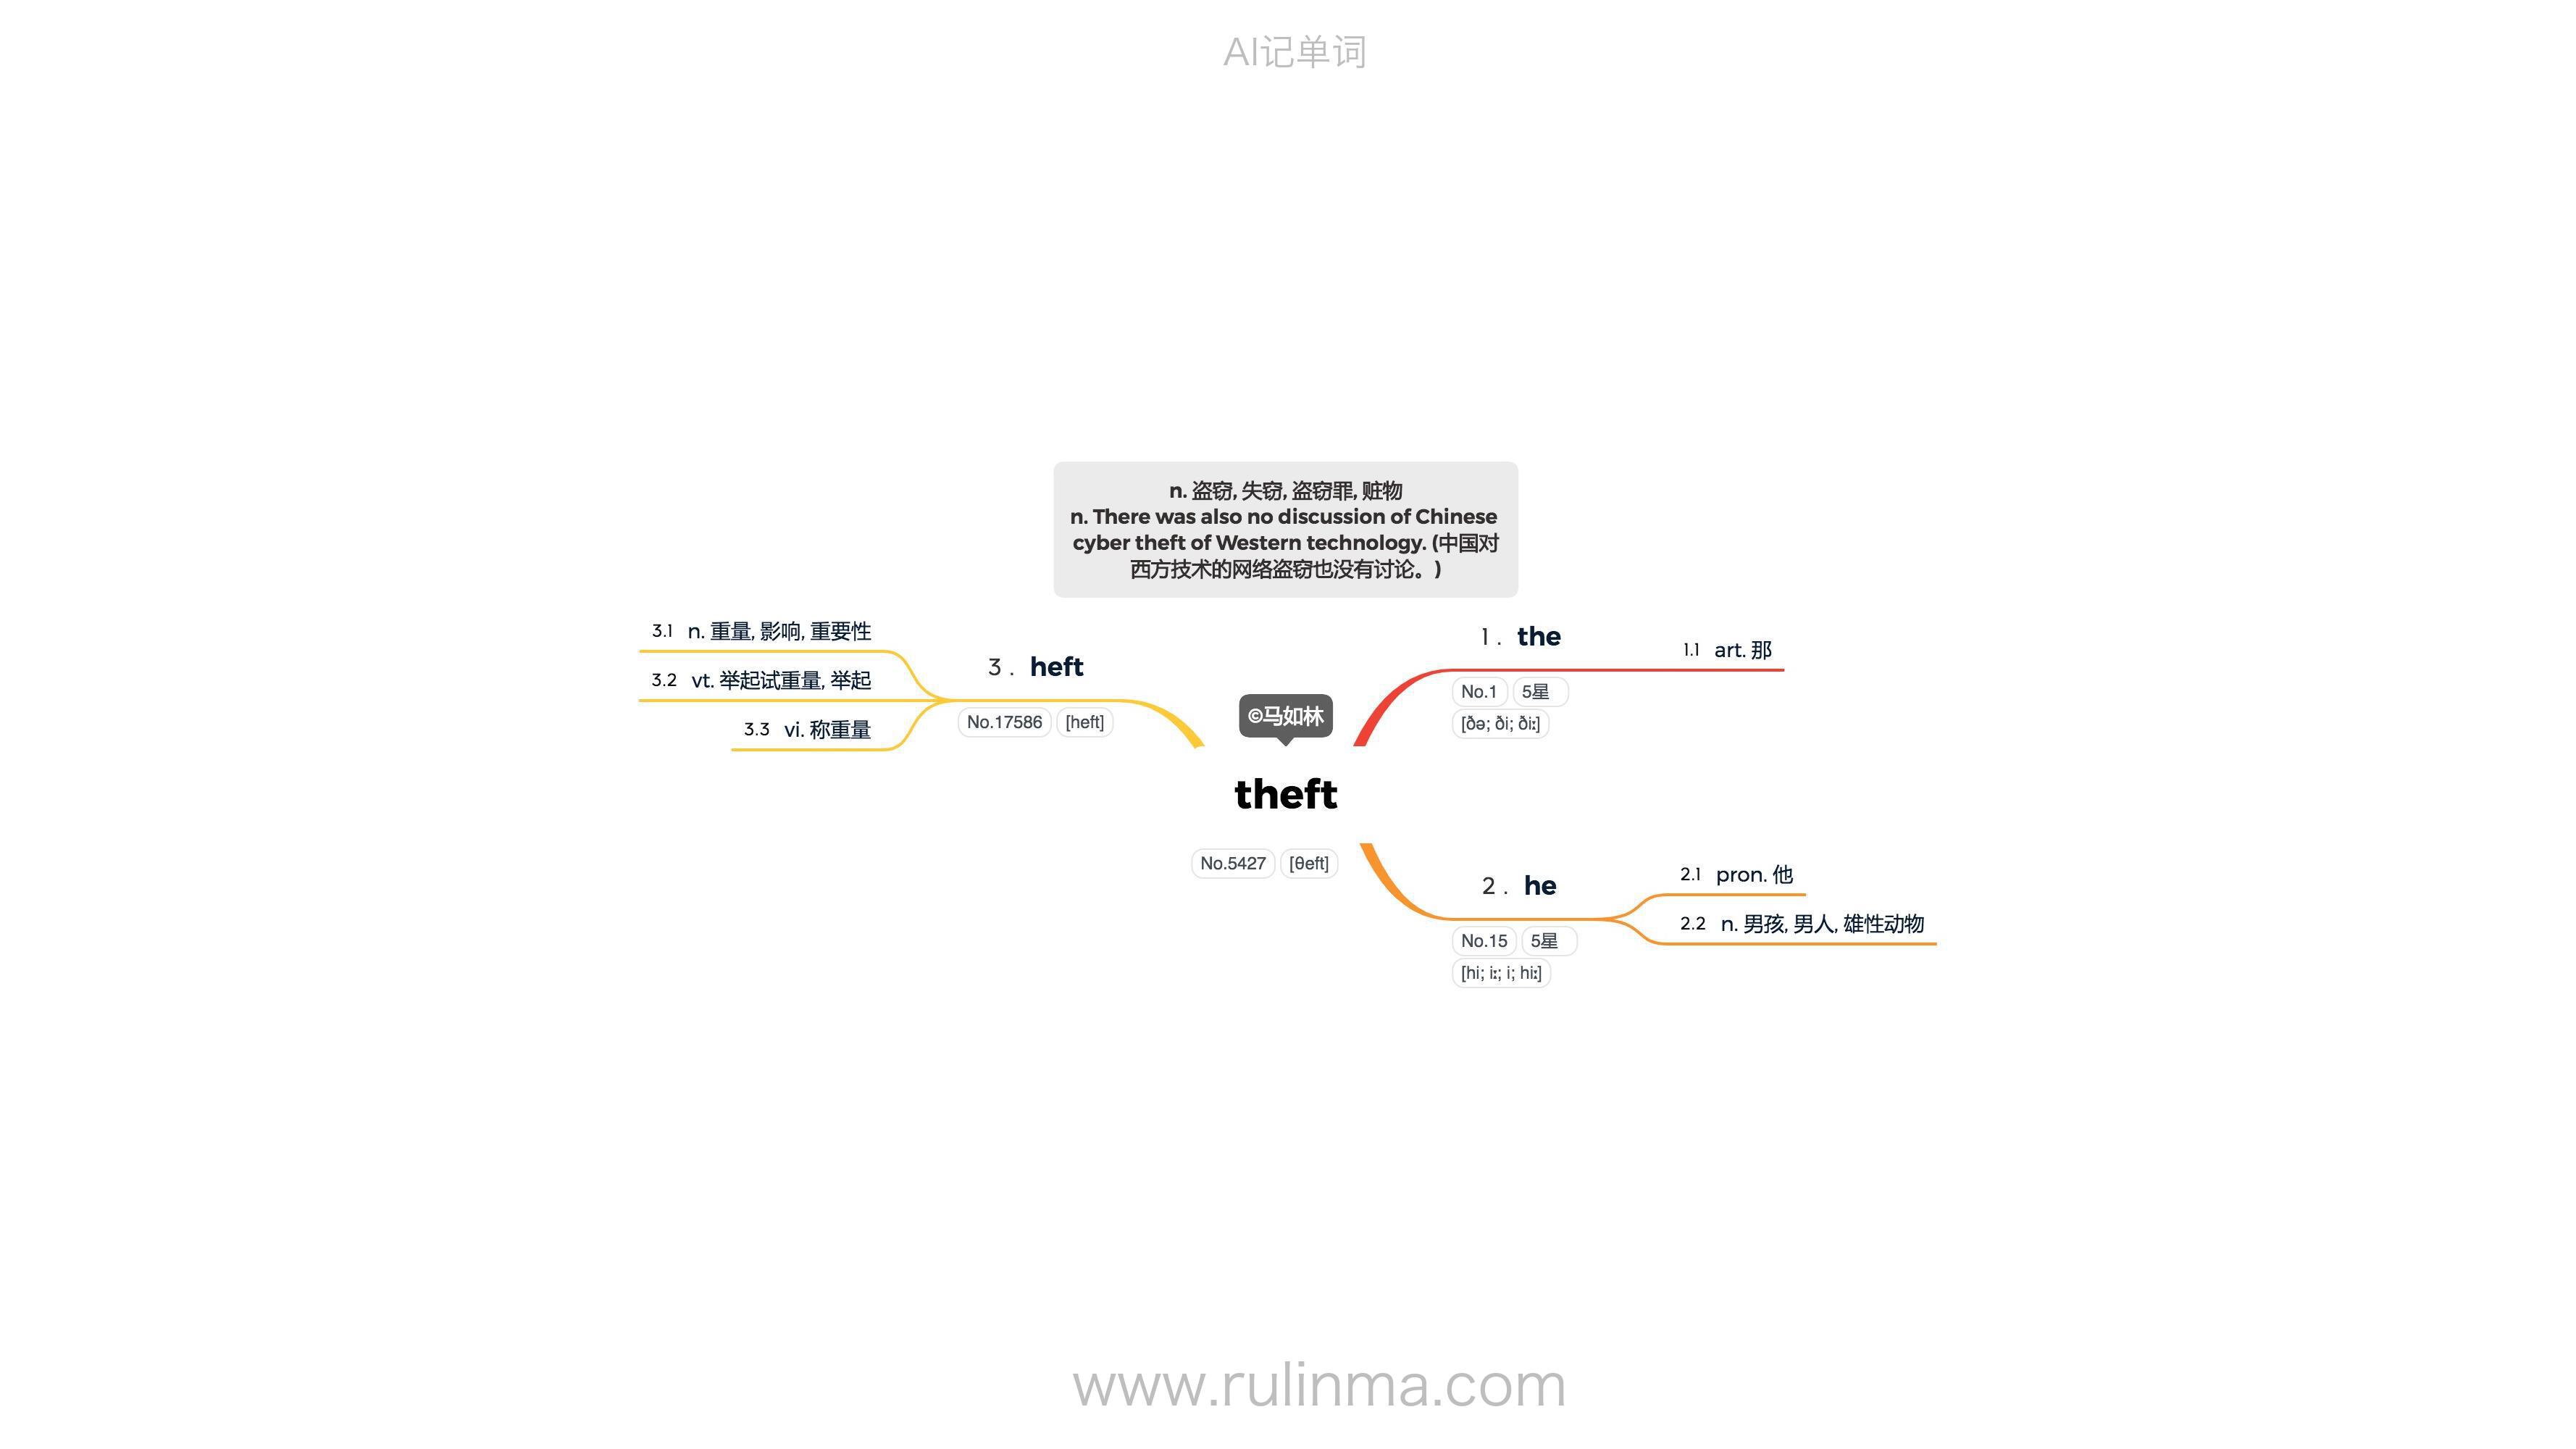 AI记单词
n. 盗窃, 失窃, 盗窃罪, 赃物
n. There was also no discussion of Chinese
cyber theft of Western technology. (中国对
西方技术的网络盗窃也没有讨论。)
©马如林
theft
No.5427 [θeft]
1 . the
No.1 5星
[ðə; ði; ðiː]
1.1 art. 那
2 . he
No.15 5星
[hi; iː; i; hiː]
2.1 pron. 他
2.2 n. 男孩, 男人, 雄性动物
3 . heft
No.17586 [heft]
3.1 n. 重量, 影响, 重要性
3.2 vt. 举起试重量, 举起
3.3 vi. 称重量
www.rulinma.com